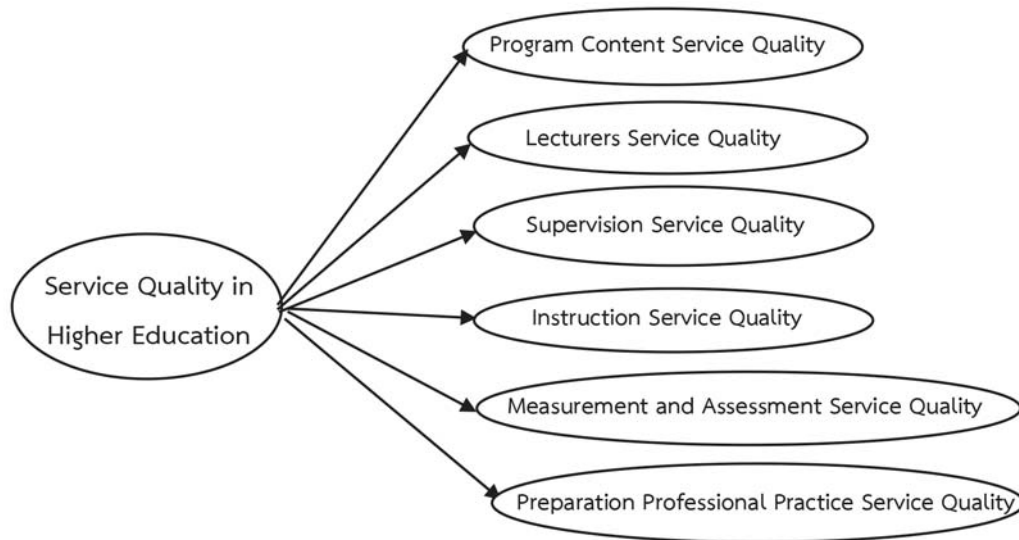 Program Content Service Quality
Lecturers Service Quality
Supervision Service Quality
Service Quality in
Higher Education
Instruction Service Quality
Measurement and Assessment Service Quality
Preparation Professional Practice Service Quality